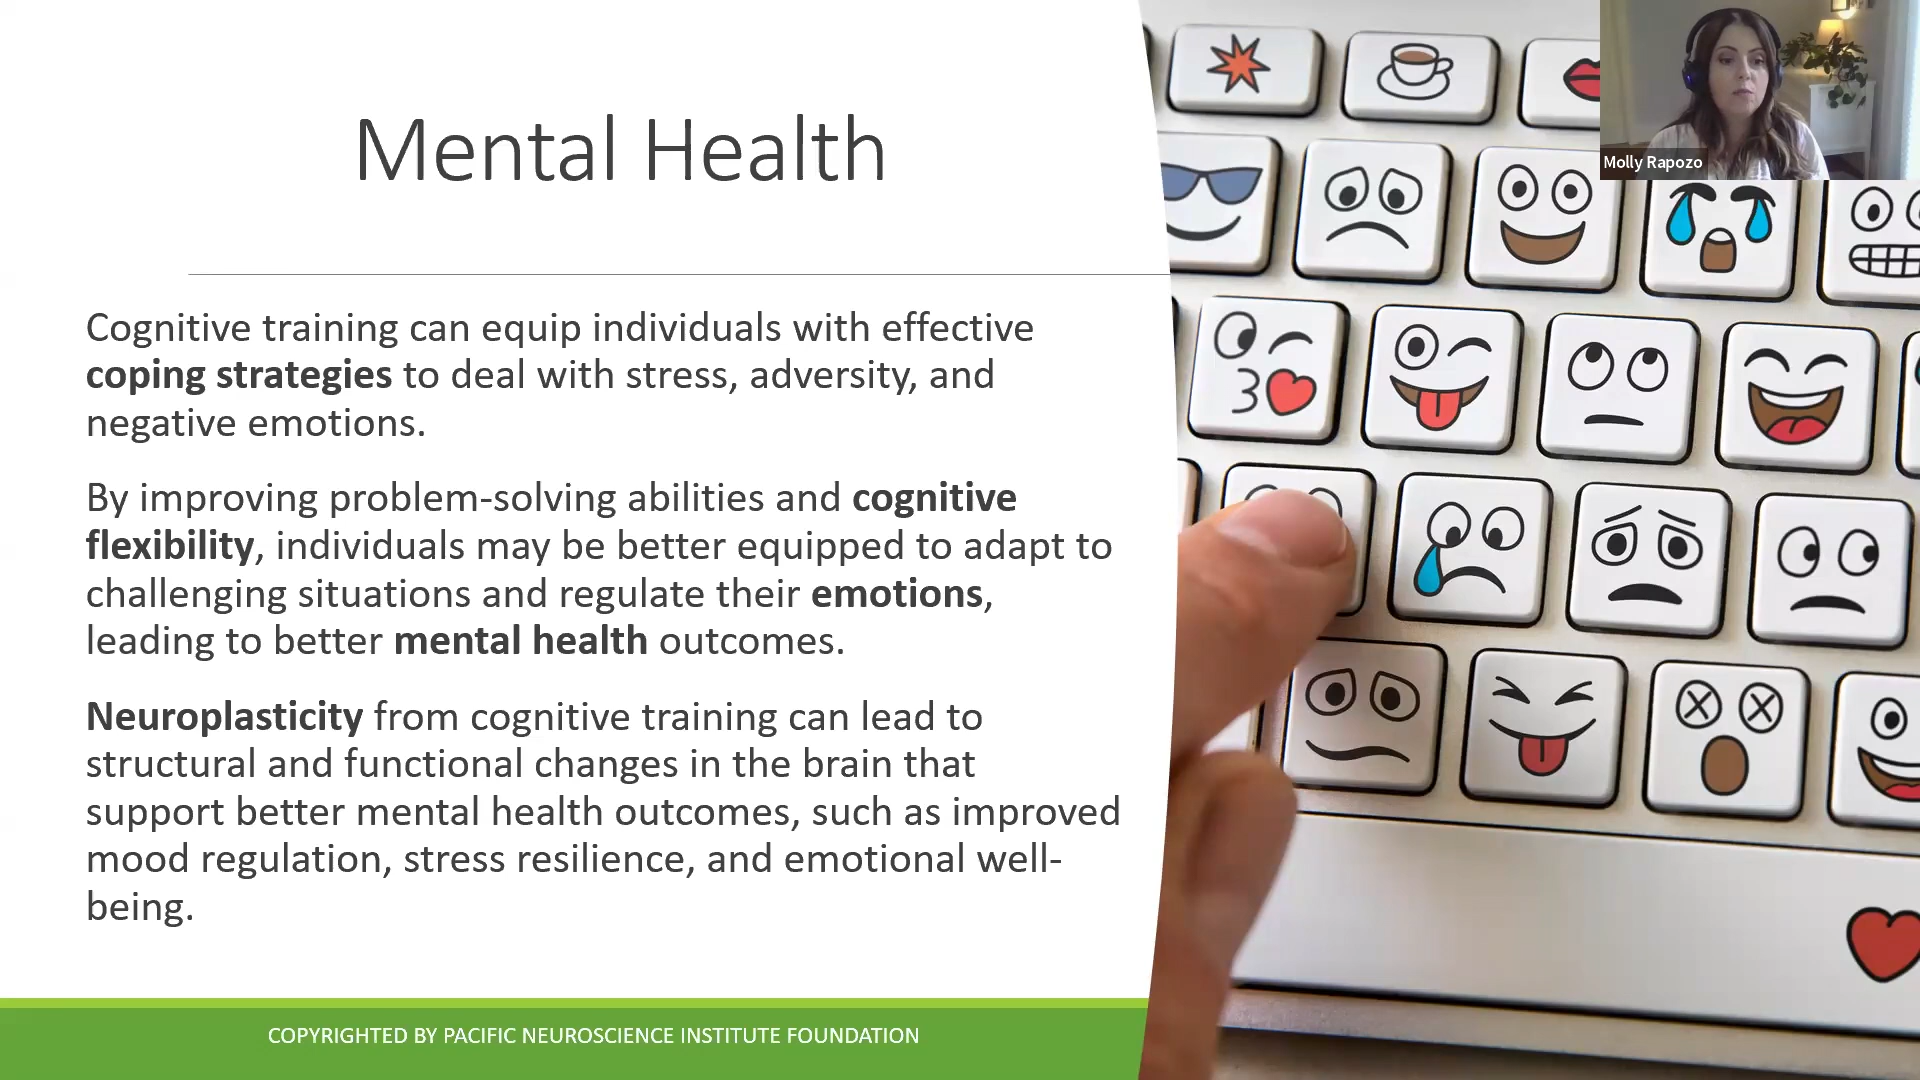 Mental Health
Molly Rapozo
Cognitive training can equip individuals with effective
coping strategies to deal with stress, adversity, and
negative emotions.
By improving problem-solving abilities and cognitive
flexibility, individuals may be better equipped to adapt to
challenging situations and regulate their emotions,
leading to better mental health outcomes.
Neuroplasticity from cognitive training can lead to
structural and functional changes in the brain that
support better mental health outcomes, such as improved
mood regulation, stress resilience, and emotional well-
being.
COPYRIGHTED BY PACIFIC NEUROSCIENCE INSTITUTE FOUNDATION